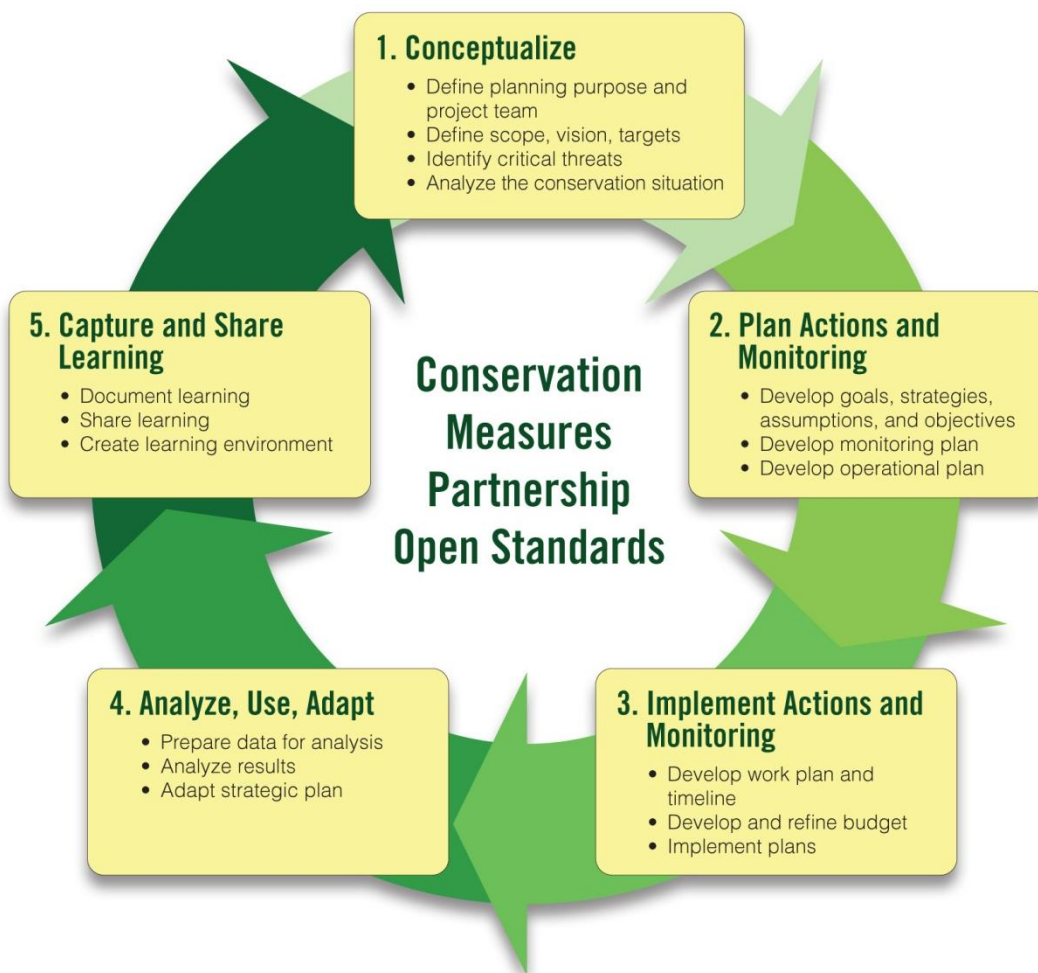 1. Conceptualize
• Define planning purpose and
project team
• Define scope, vision, targets
• Identify critical threats
• Analyze the conservation situation
2. Plan Actions and
Monitoring
• Develop goals, strategies,
assumptions, and objectives
• Develop monitoring plan
• Develop operational plan
3. Implement Actions and
Monitoring
• Develop work plan and
timeline
• Develop and refine budget
• Implement plans
4. Analyze, Use, Adapt
• Prepare data for analysis
• Analyze results
• Adapt strategic plan
5. Capture and Share
Learning
• Document learning
• Share learning
• Create learning environment
Conservation
Measures
Partnership
Open Standards